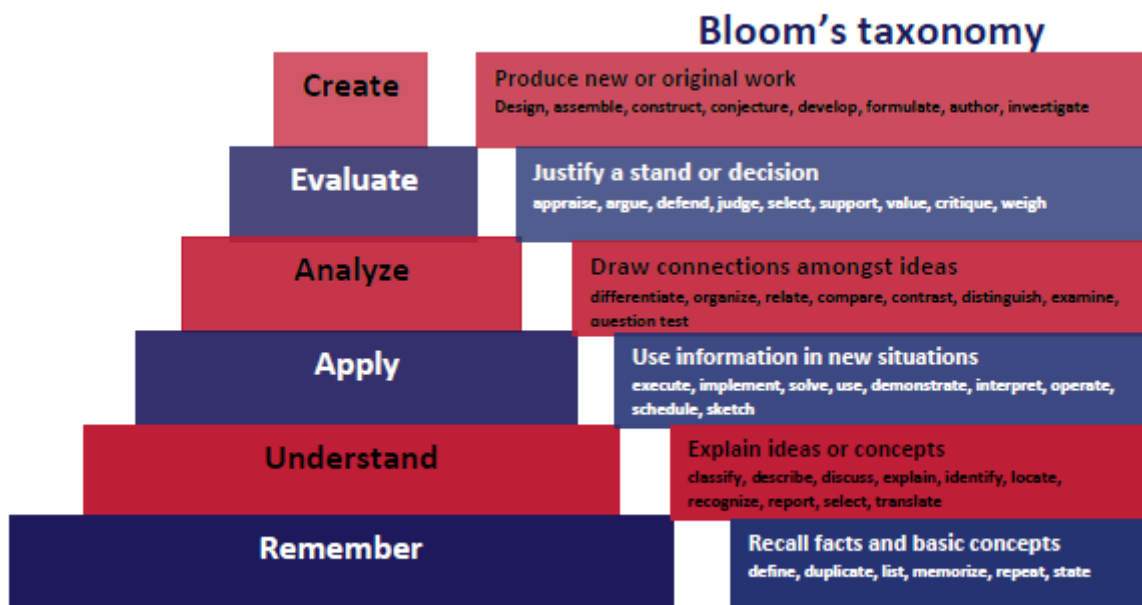 Bloom's taxonomy
Create
Produce new or original work
Design, assemble, construct, conjecture, develop, formulate, author, investigate
Evaluate
Justify a stand or decision
appraise, argue, defend, judge, select, support, value, critique, weigh
Analyze
Draw connections amongst ideas
differentiate, organize, relate, compare, contrast, distinguish, examine,
question test
Apply
Use information in new situations
execute, implement, solve, use, demonstrate, interpret, operate,
schedule, sketch
Understand
Explain ideas or concepts
classify, describe, discuss, explain, identify, locate,
recognize, report, select, translate
Remember
Recall facts and basic concepts
define, duplicate, list, memorize, repeat, state